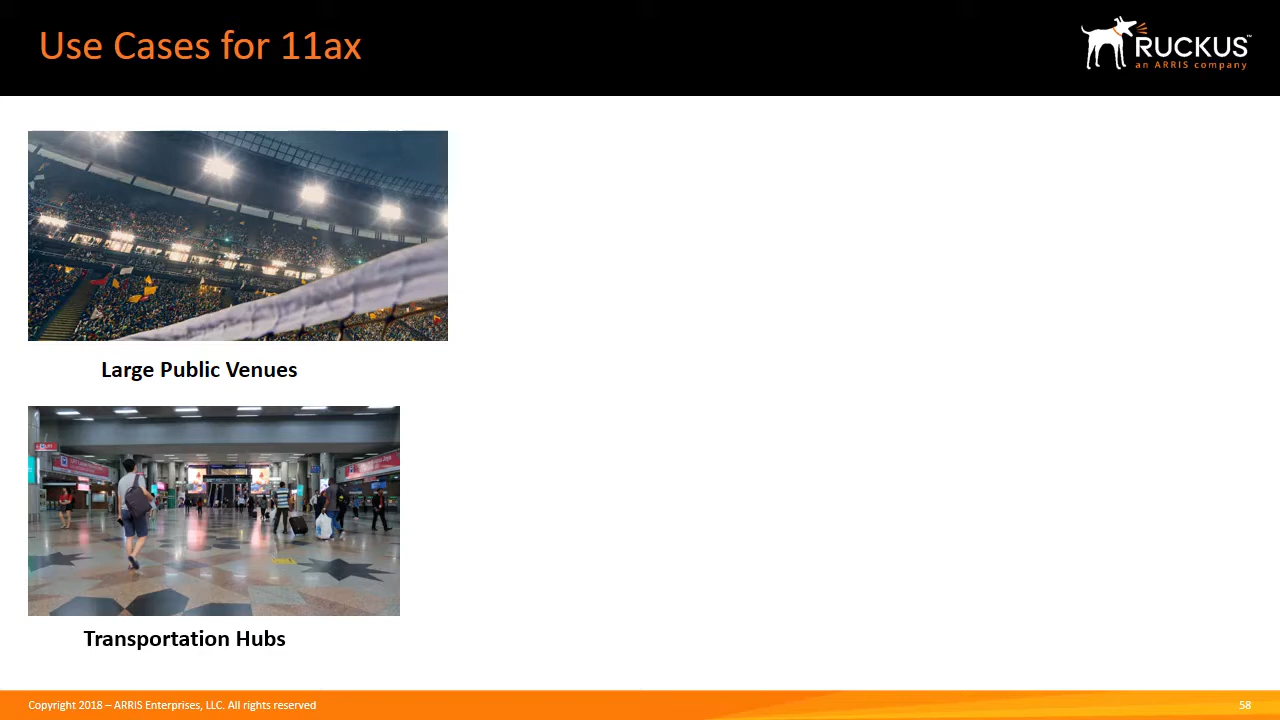 Use Cases for 11ax
RUCKUS™
an ARRIS company
Large Public Venues
Transportation Hubs
Copyright 2018 – ARRIS Enterprises, LLC. All rights reserved
58